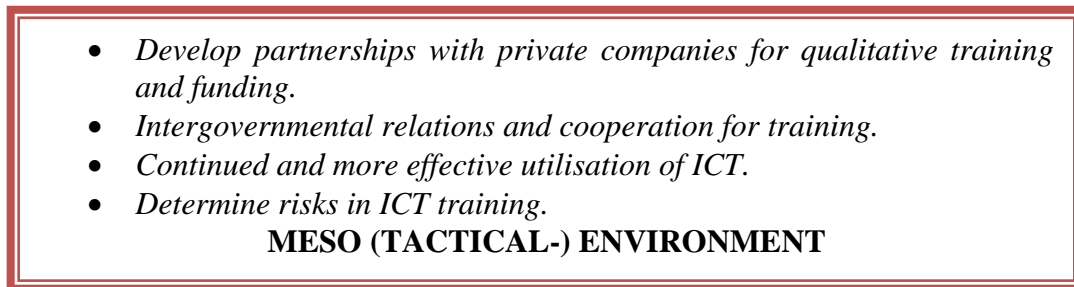 • Develop partnerships with private companies for qualitative training
and funding.
• Intergovernmental relations and cooperation for training.
• Continued and more effective utilisation of ICT.
• Determine risks in ICT training.
MESO (TACTICAL-) ENVIRONMENT